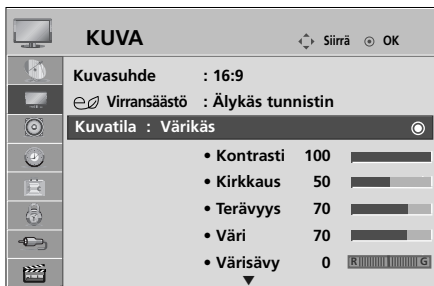 KUVA
Siirrä OK
Kuvasuhde : 16:9
Virransäästö : Älykäs tunnistin
Kuvatila : Värikäs
• Kontrasti 100
• Kirkkaus 50
• Terävyys 70
• Väri 70
• Värisävy 0 R G